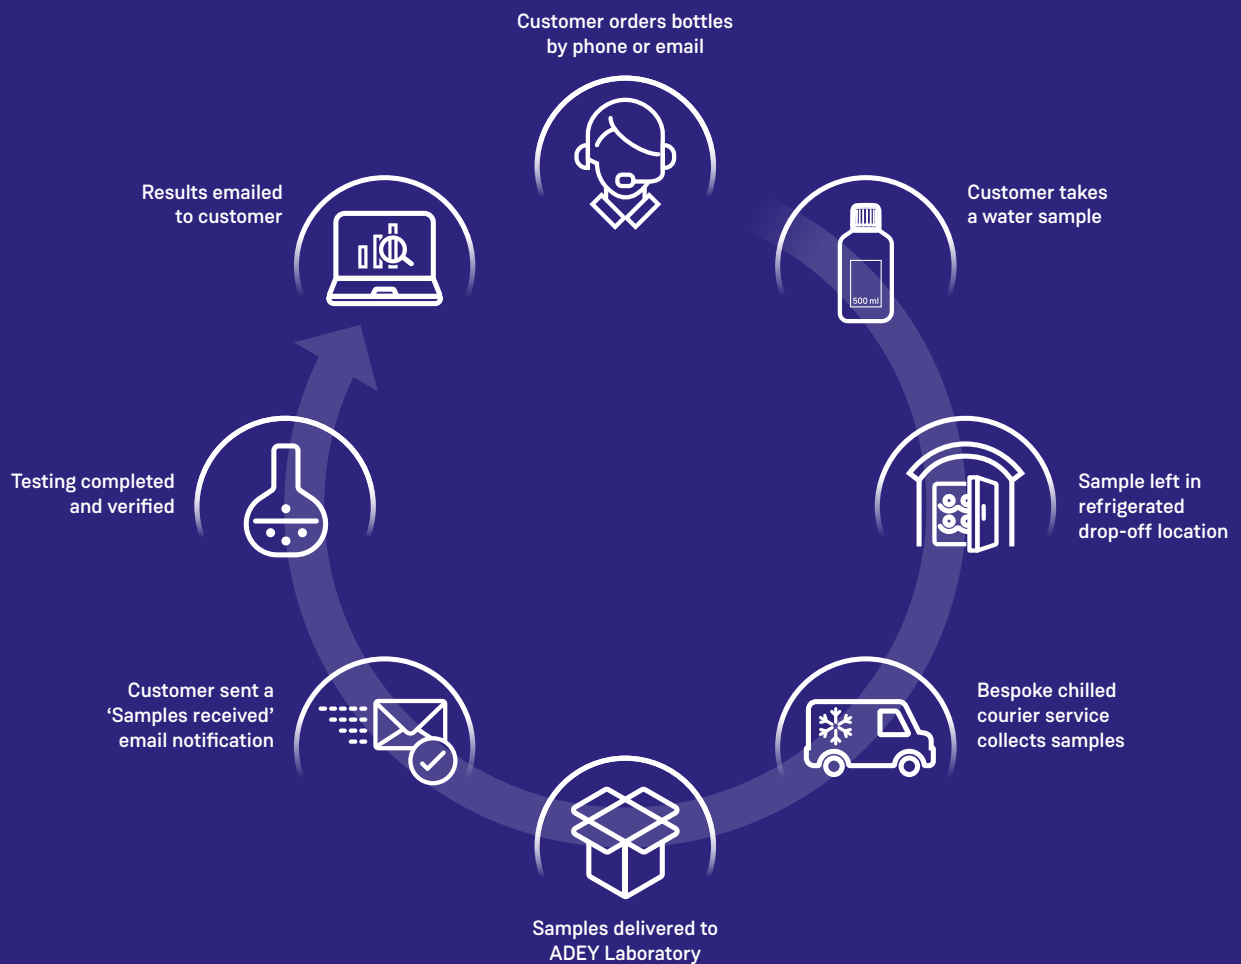 Customer orders bottles
by phone or email
Customer takes
a water sample
500 ml
Sample left in
refrigerated
drop-off location
Bespoke chilled
courier service
collects samples
Samples delivered to
ADEY Laboratory
Customer sent a
‘Samples received’
email notification
Testing completed
and verified
Results emailed
to customer